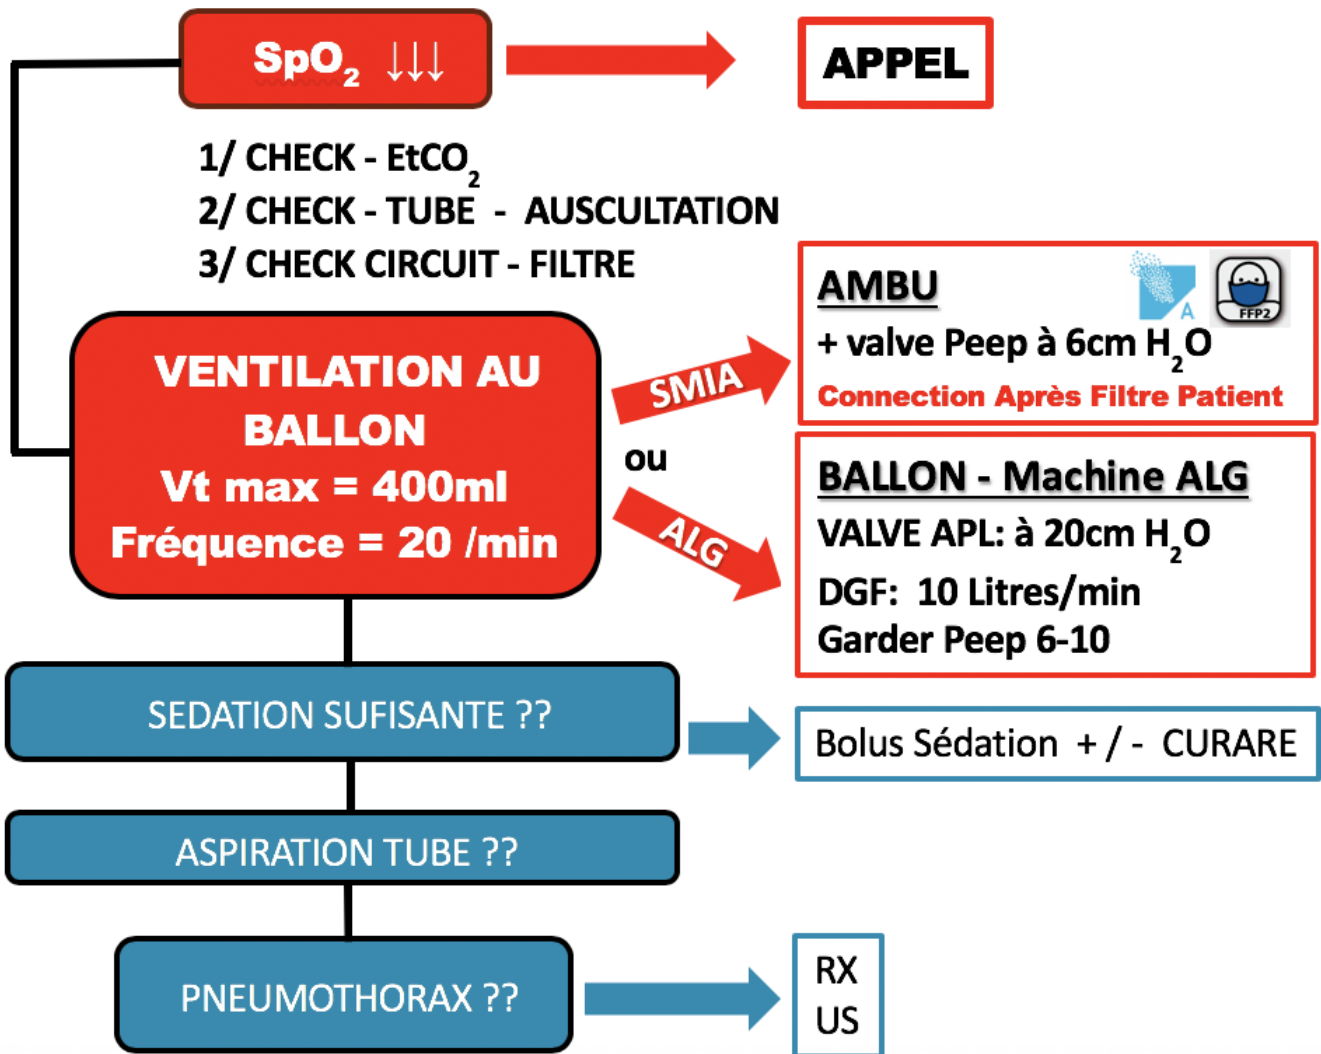 SpO₂ ↓↓↓
APPEL
1/ CHECK - EtCO₂
2/ CHECK - TUBE - AUSCULTATION
3/ CHECK CIRCUIT - FILTRE
VENTILATION AU
BALLON
Vt max = 400ml
Fréquence = 20 /min
SMIA
ou
ALG
AMBU
A
FFP2
+ valve Peep à 6cm H₂O
Connection Après Filtre Patient
BALLON - Machine ALG
VALVE APL: à 20cm H₂O
DGF: 10 Litres/min
Garder Peep 6-10
SEDATION SUFISANTE ??
Bolus Sédation + / - CURARE
ASPIRATION TUBE ??
PNEUMOTHORAX ??
RX
US